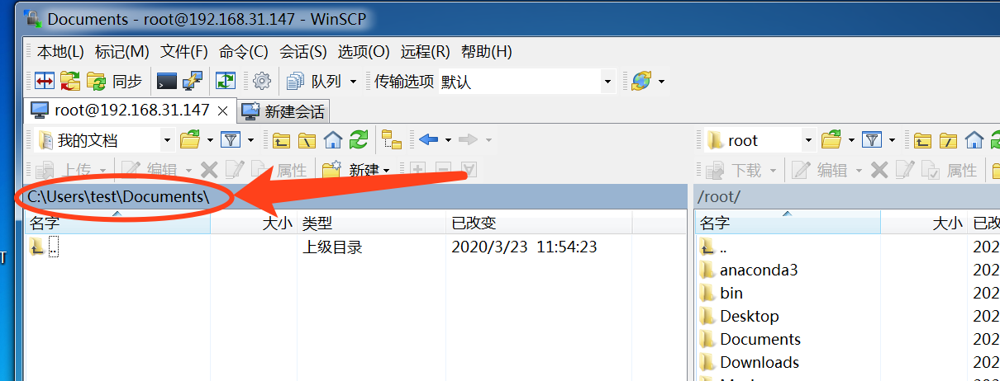 Documents - root@192.168.31.147 - WinSCP
本地(L) 标记(M) 文件(F) 命令(C) 会话(S) 选项(O) 远程(R) 帮助(H)
同步 队列 传输选项 默认
root@192.168.31.147 × 新建会话
我的文档 root
上传 编辑 属性 新建 下载 编辑 属性
C:\Users\test\Documents\ /root/
名字 大小 类型 已改变 名字 大小 已改
.. 上级目录 2020/3/23 11:54:23 .. 202
T anaconda3 202
bin 202
Desktop 202
Documents 202
Downloads 202